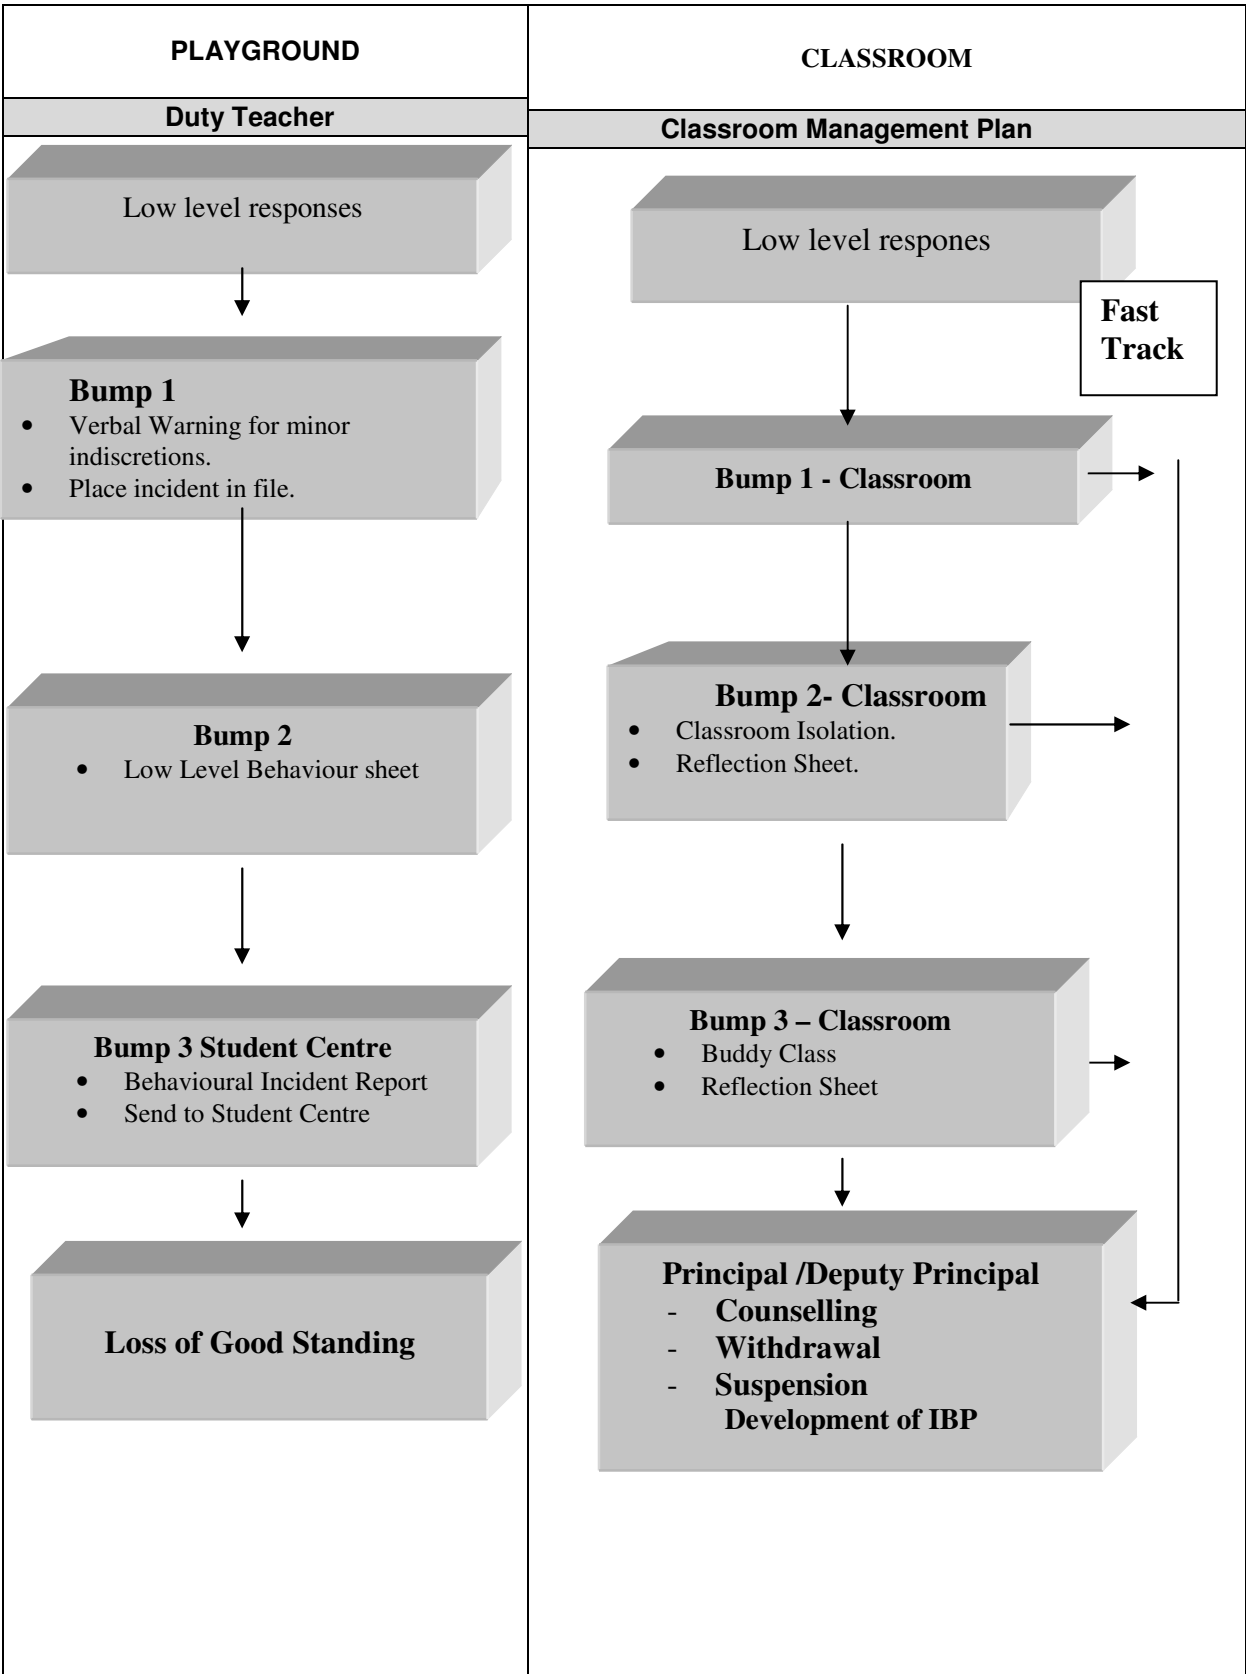 PLAYGROUND
Duty Teacher
Low level responses
Bump 1
• Verbal Warning for minor
indiscretions.
• Place incident in file.
Bump 2
• Low Level Behaviour sheet
Bump 3 Student Centre
• Behavioural Incident Report
• Send to Student Centre
Loss of Good Standing
CLASSROOM
Classroom Management Plan
Low level respones
Fast
Track
Bump 1 - Classroom
Bump 2- Classroom
• Classroom Isolation.
• Reflection Sheet.
Bump 3 – Classroom
• Buddy Class
• Reflection Sheet
Principal /Deputy Principal
- Counselling
- Withdrawal
- Suspension
Development of IBP